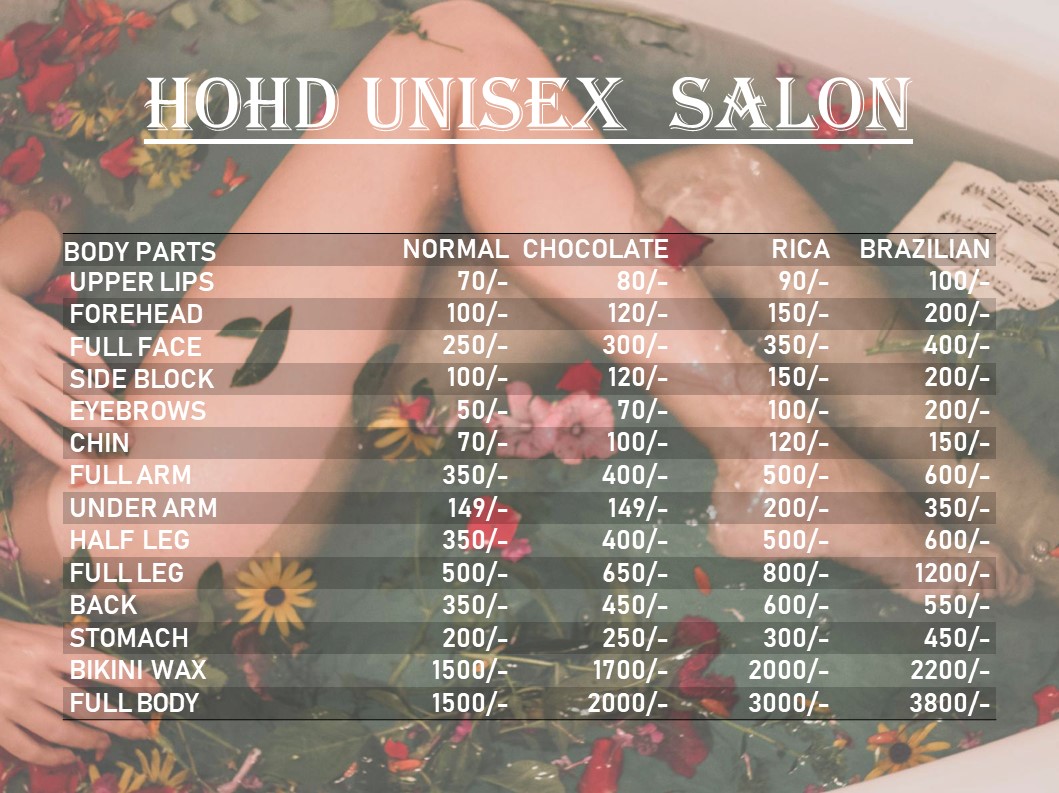 HOHD UNISEX SALON
BODY PARTS NORMAL CHOCOLATE RICA BRAZILIAN
UPPER LIPS 70/- 80/- 90/- 100/-
FOREHEAD 100/- 120/- 150/- 200/-
FULL FACE 250/- 300/- 350/- 400/-
SIDE BLOCK 100/- 120/- 150/- 200/-
EYEBROWS 50/- 70/- 100/- 200/-
CHIN 70/- 100/- 120/- 150/-
FULL ARM 350/- 400/- 500/- 600/-
UNDER ARM 149/- 149/- 200/- 350/-
HALF LEG 350/- 400/- 500/- 600/-
FULL LEG 500/- 650/- 800/- 1200/-
BACK 350/- 450/- 600/- 550/-
STOMACH 200/- 250/- 300/- 450/-
BIKINI WAX 1500/- 1700/- 2000/- 2200/-
FULL BODY 1500/- 2000/- 3000/- 3800/-